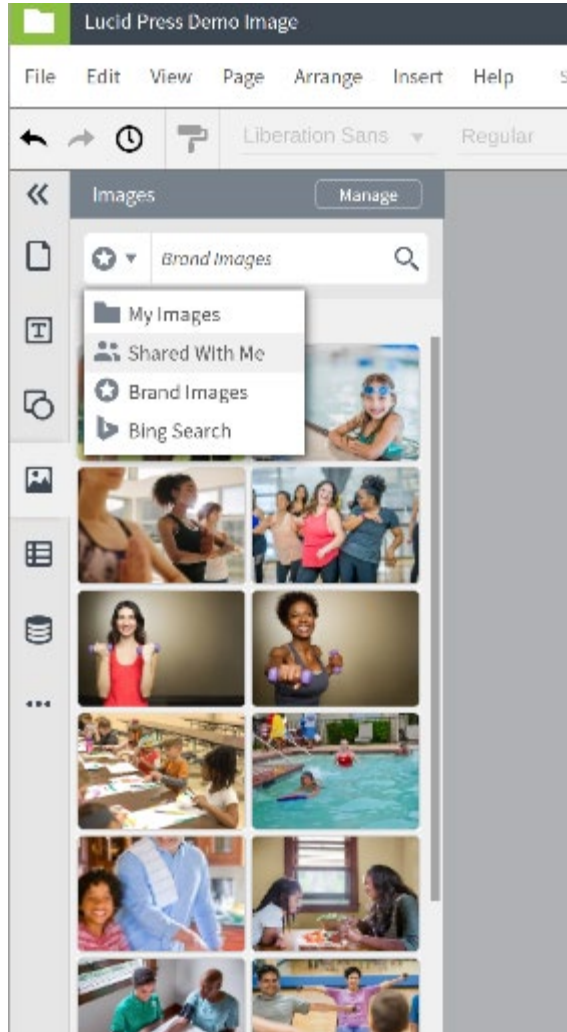 Lucid Press Demo Image
File Edit View Page Arrange Insert Help
Liberation Sans Regular
Images Manage
Brand Images
My Images
Shared With Me
Brand Images
Bing Search